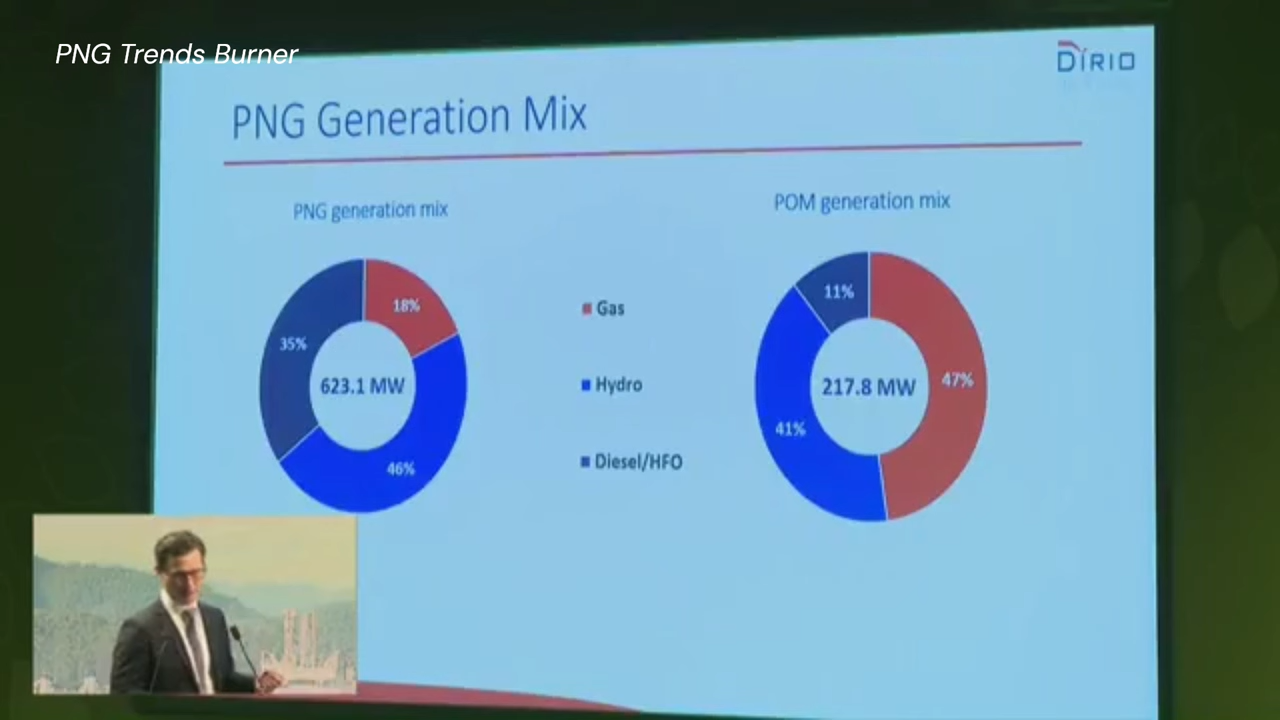 PNG Trends Burner
DIRIO
PNG Generation Mix
PNG generation mix
POM generation mix
18%
35%
623.1 MW
46%
Gas
Hydro
Diesel/HFO
11%
47%
217.8 MW
41%